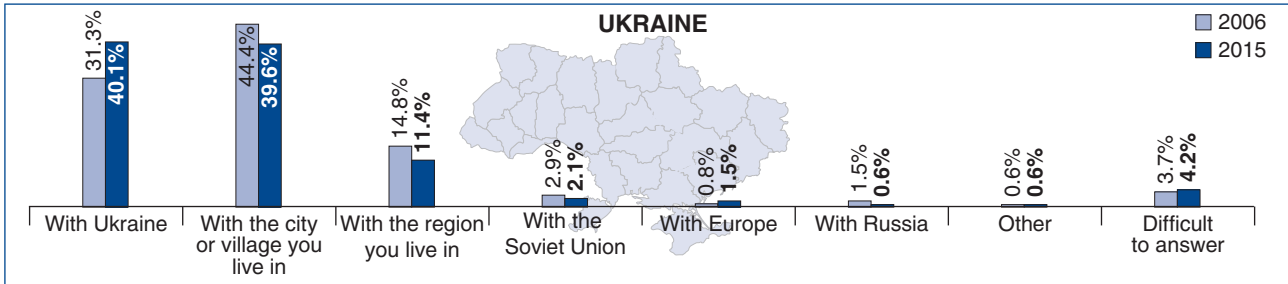 UKRAINE
2006
2015
31.3%
40.1%
44.4%
39.6%
14.8%
11.4%
2.9%
2.1%
0.8%
1.5%
1.5%
0.6%
0.6%
0.6%
3.7%
4.2%
With Ukraine
With the city
or village you
live in
With the region
you live in
With the
Soviet Union
With Europe
With Russia
Other
Difficult
to answer